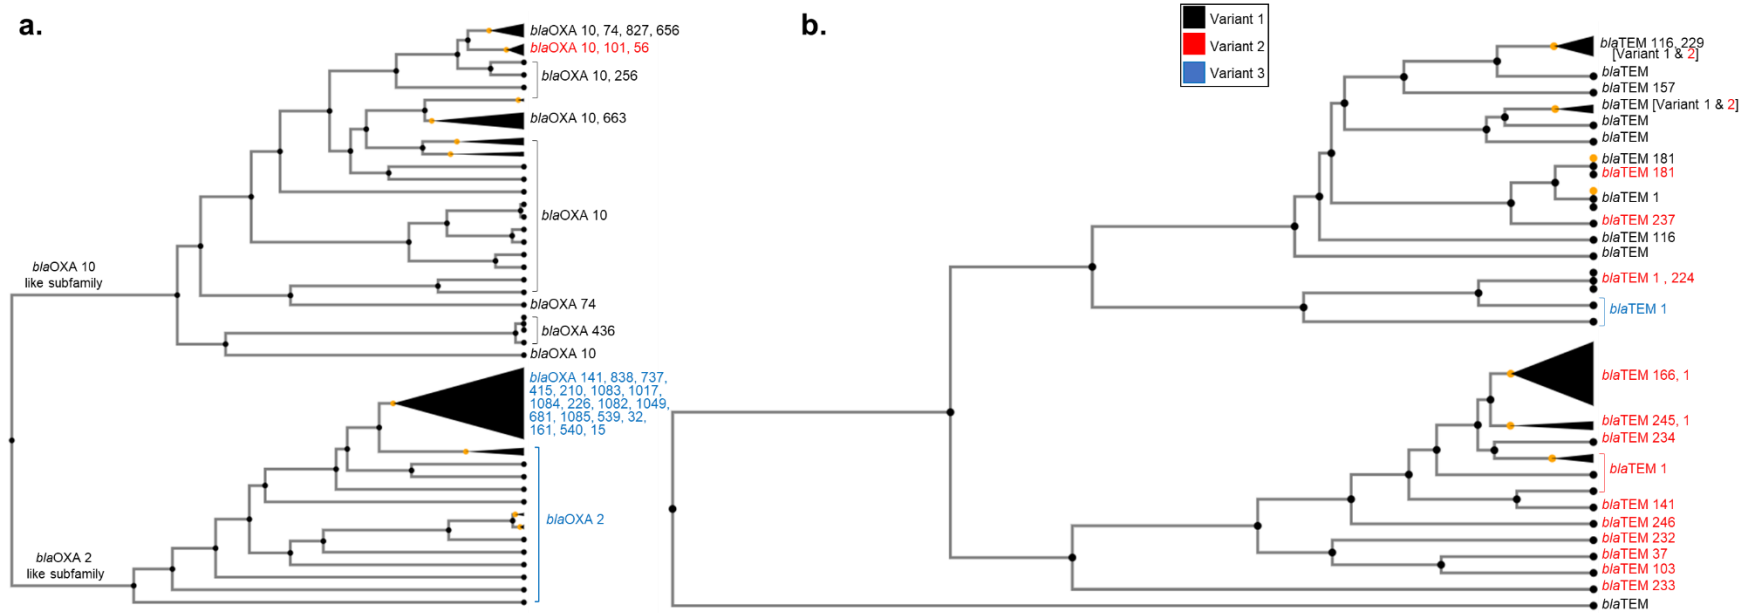 a.
blaOXA 10, 74, 827, 656
blaOXA 10, 101, 56
blaOXA 10, 256
blaOXA 10, 663
blaOXA 10
blaOXA 10
like subfamily
blaOXA 74
blaOXA 436
blaOXA 10
blaOXA 141, 838, 737,
415, 210, 1083, 1017,
1084, 226, 1082, 1049,
681, 1085, 539, 32,
161, 540, 15
blaOXA 2
blaOXA 2
like subfamily
Variant 1
Variant 2
Variant 3
b.
blaTEM 116, 229
[Variant 1 & 2]
blaTEM
blaTEM 157
blaTEM [Variant 1 & 2]
blaTEM
blaTEM
blaTEM 181
blaTEM 181
blaTEM 1
blaTEM 237
blaTEM 116
blaTEM
blaTEM 1 , 224
blaTEM 1
blaTEM 166, 1
blaTEM 245, 1
blaTEM 234
blaTEM 1
blaTEM 141
blaTEM 246
blaTEM 232
blaTEM 37
blaTEM 103
blaTEM 233
blaTEM